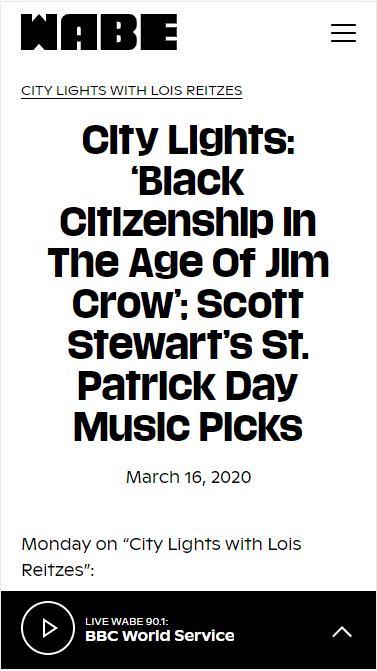 WABE
CITY LIGHTS WITH LOIS REITZES
City Lights:
‘Black
Citizenship In
The Age Of Jim
Crow’; Scott
Stewart’s St.
Patrick Day
Music Picks
March 16, 2020
Monday on “City Lights with Lois
Reitzes”:
LIVE WABE 90.1:
BBC World Service